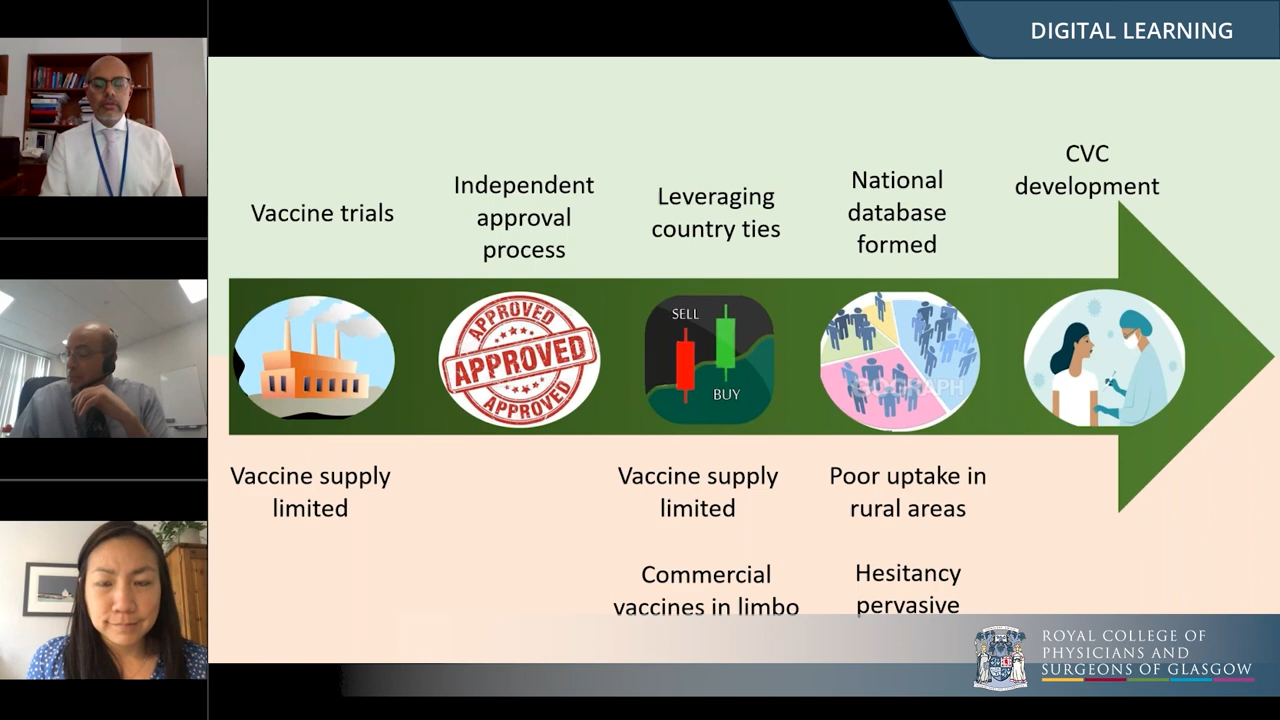 DIGITAL LEARNING
CVC
development
Independent
approval
process
National
database
formed
Leveraging
country ties
Vaccine trials
APPROVED
APPROVED
APPROVED
SELL
BUY
GOGRAPH
Vaccine supply
limited
Vaccine supply
limited
Poor uptake in
rural areas
Commercial
vaccines in limbo
Hesitancy
pervasive
ROYAL COLLEGE OF
PHYSICIANS AND
SURGEONS OF GLASGOW